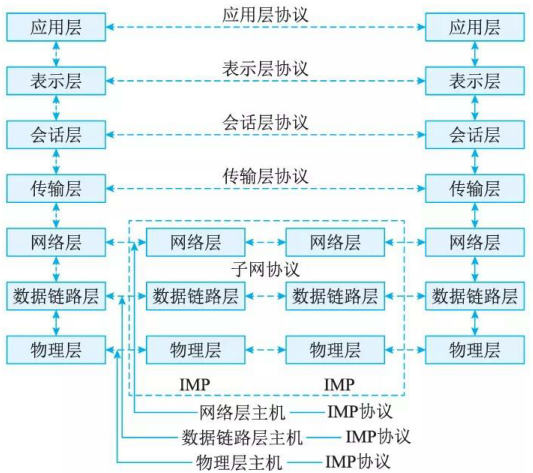 应用层协议
应用层 应用层
表示层协议
表示层 表示层
会话层协议
会话层 会话层
传输层协议
传输层 传输层
网络层 网络层 网络层 网络层
子网协议
数据链路层 数据链路层 数据链路层 数据链路层
物理层 物理层 物理层 物理层
IMP IMP
网络层主机 IMP协议
数据链路层主机 IMP协议
物理层主机 IMP协议